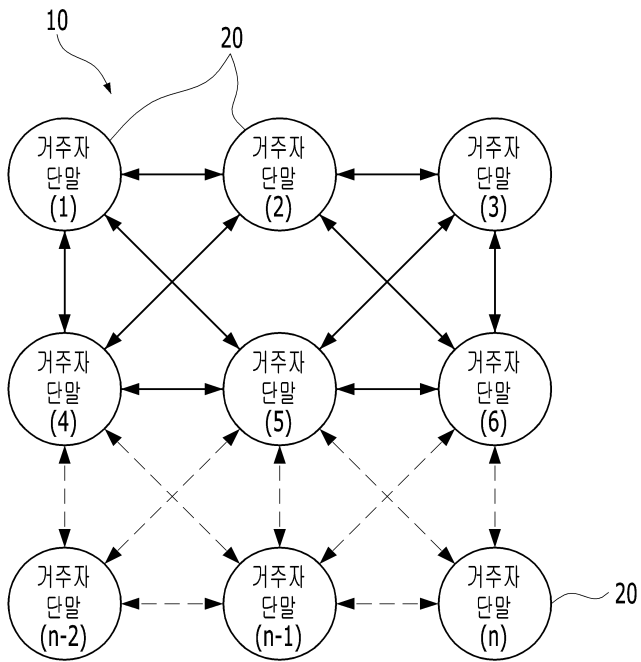 10
20
거주자
단말
(1)
거주자
단말
(2)
거주자
단말
(3)
거주자
단말
(4)
거주자
단말
(5)
거주자
단말
(6)
거주자
단말
(n-2)
거주자
단말
(n-1)
거주자
단말
(n)
20